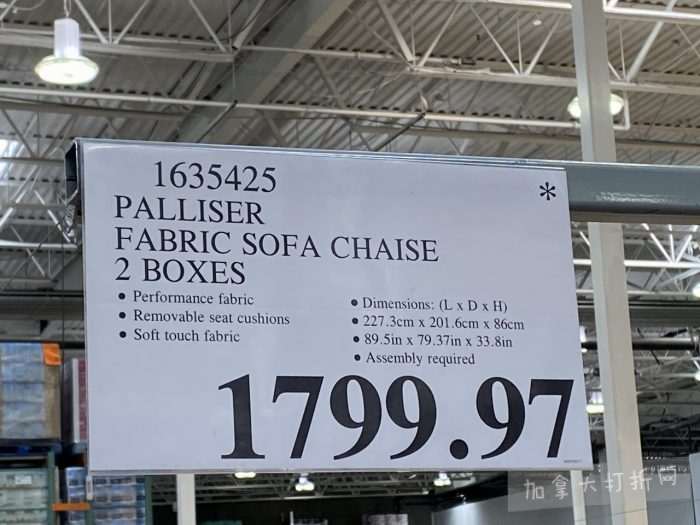 1635425
*
PALLISER
FABRIC SOFA CHAISE
2 BOXES
• Performance fabric
• Removable seat cushions
• Soft touch fabric
• Dimensions: (L x D x H)
• 227.3cm x 201.6cm x 86cm
• 89.5in x 79.37in x 33.8in
• Assembly required
1799.97
加拿大打折网